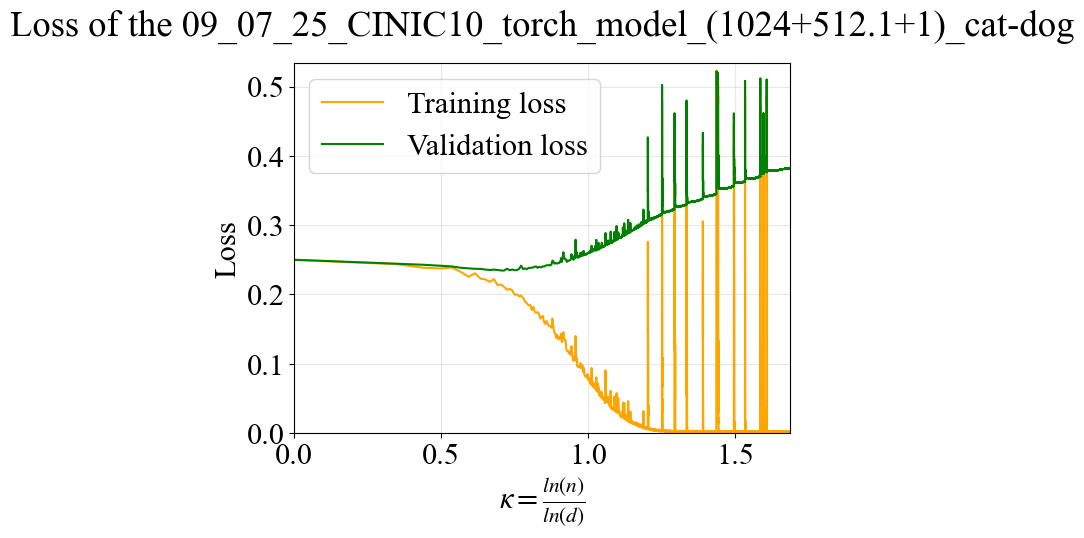 Loss of the 09_07_25_CINIC10_torch_model_(1024+512.1+1)_cat-dog
0.5
0.4
0.3
0.2
0.1
0.0
Loss
Training loss
Validation loss
0.0 0.5 1.0 1.5
κ = ln(n)/ln(d)